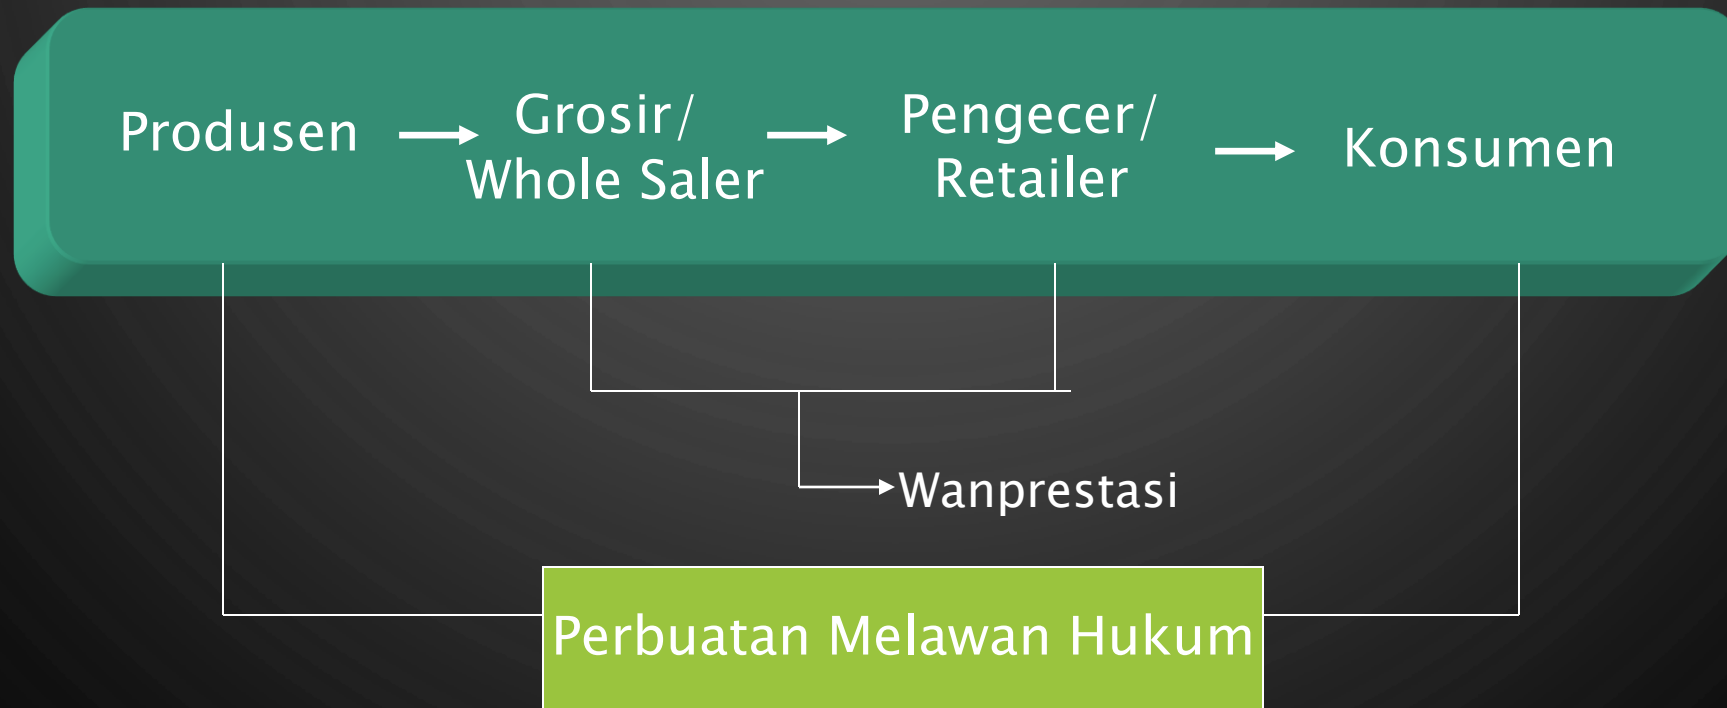 Produsen
Grosir/
Whole Saler
Pengecer/
Retailer
Konsumen
Wanprestasi
Perbuatan Melawan Hukum